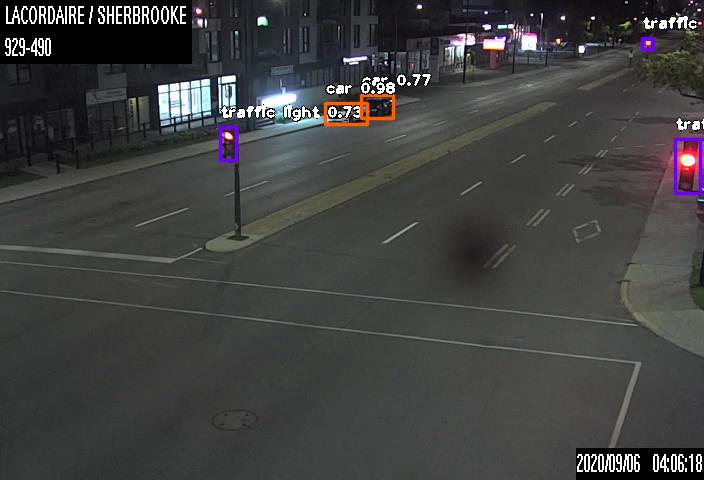 LACORDAIRE / SHERBROOKE
929-490
traffic
car 0.77
car 0.98
traffic light 0.73
traf
2020/09/06 04:06:18